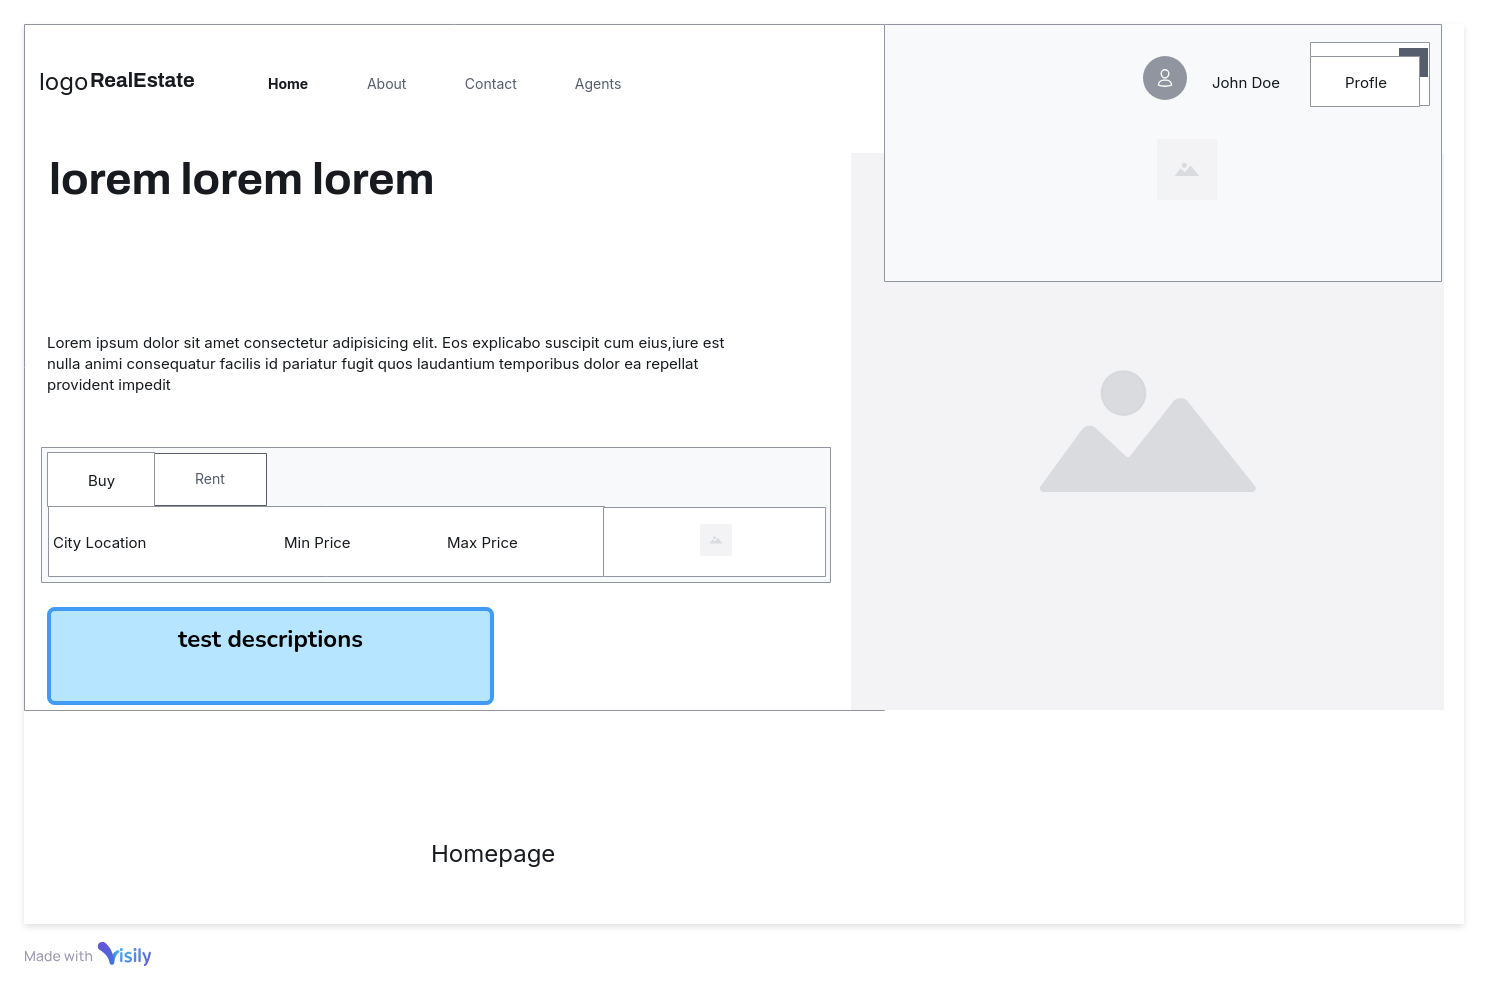 logo RealEstate Home About Contact Agents John Doe Profle
lorem lorem lorem
Lorem ipsum dolor sit amet consectetur adipisicing elit. Eos explicabo suscipit cum eius,iure est
nulla animi consequatur facilis id pariatur fugit quos laudantium temporibus dolor ea repellat
provident impedit
Buy Rent
City Location Min Price Max Price
test descriptions
Homepage
Made with Visily